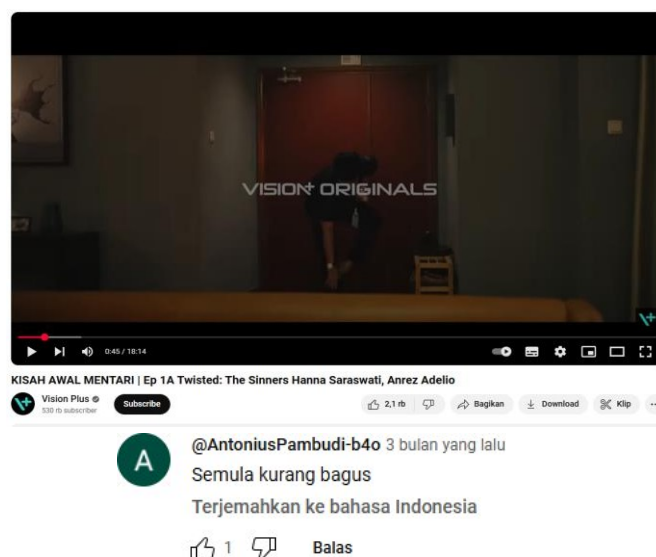 VISION+ ORIGINALS
0:45 / 18:14
KISAH AWAL MENTARI | Ep 1A Twisted: The Sinners Hanna Saraswati, Anrez Adelio
Vision Plus
530 rb subscriber
Subscribe
2,1 rb
Bagikan
Download
Klip
A
@AntoniusPambudi-b4o 3 bulan yang lalu
Semula kurang bagus
Terjemahkan ke bahasa Indonesia
1
Balas